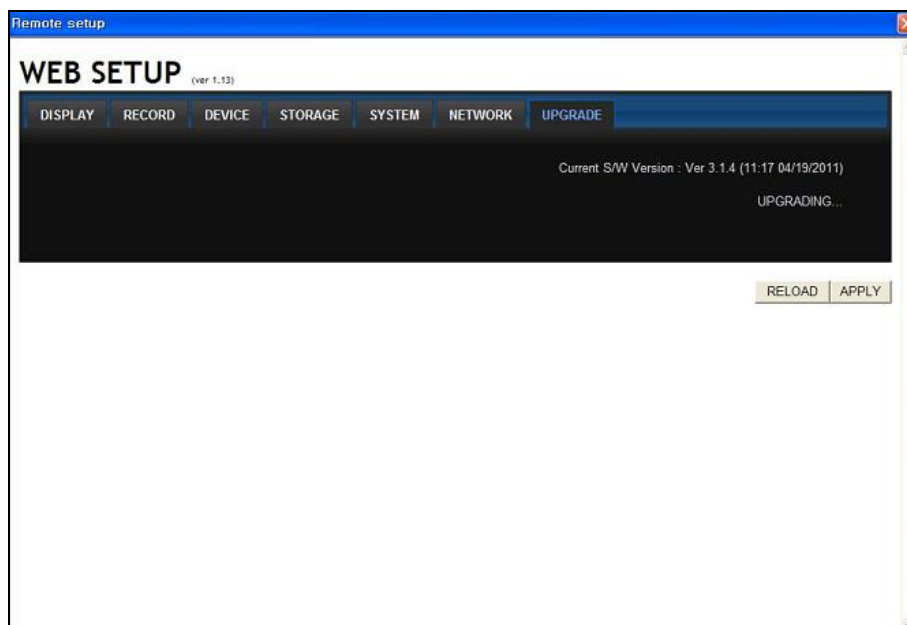 Remote setup
WEB SETUP (ver 1.13)
DISPLAY RECORD DEVICE STORAGE SYSTEM NETWORK UPGRADE
Current S/W Version : Ver 3.1.4 (11:17 04/19/2011)
UPGRADING...
RELOAD APPLY